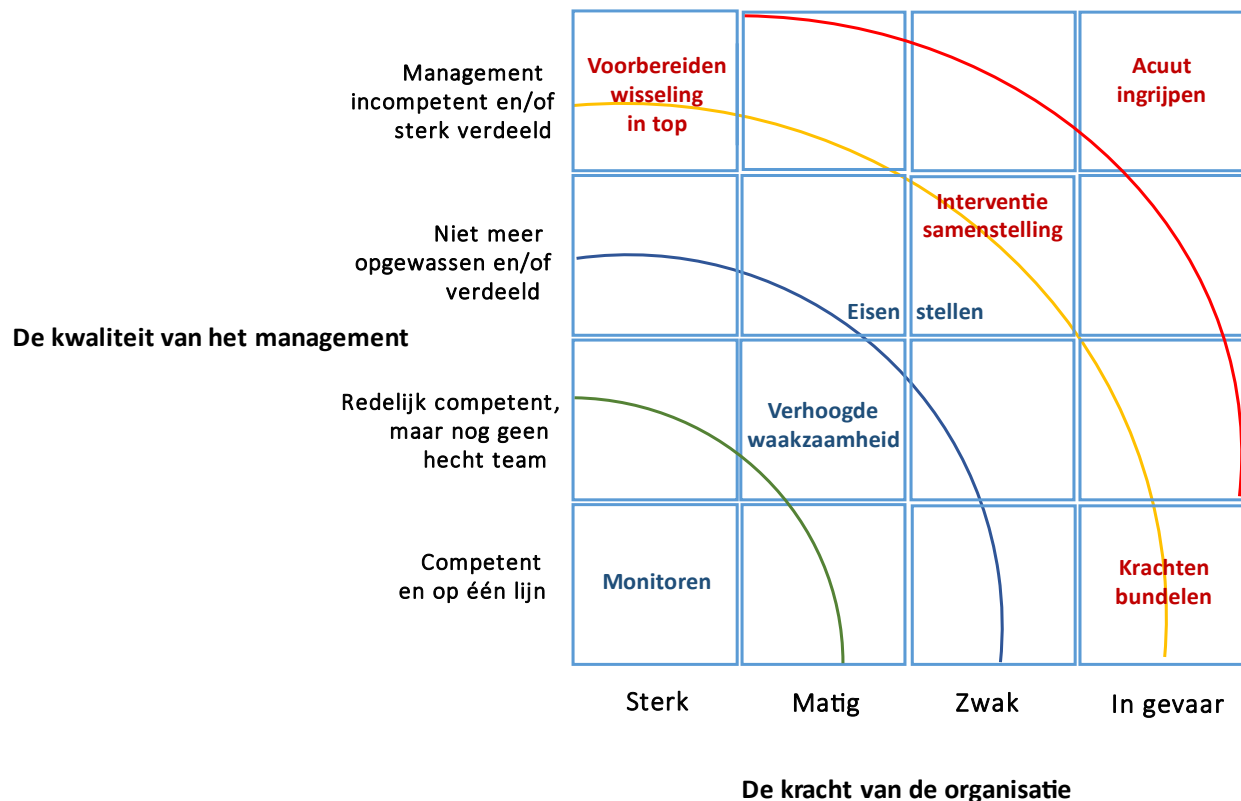 Management
incompetent en/of
sterk verdeeld
Voorbereiden
wisseling
in top
Acuut
ingrijpen
Niet meer
opgewassen en/of
verdeeld
Interventie
samenstelling
Eisen stellen
De kwaliteit van het management
Redelijk competent,
maar nog geen
hecht team
Verhoogde
waakzaamheid
Competent
en op één lijn
Monitoren
Krachten
bundelen
Sterk
Matig
Zwak
In gevaar
De kracht van de organisatie